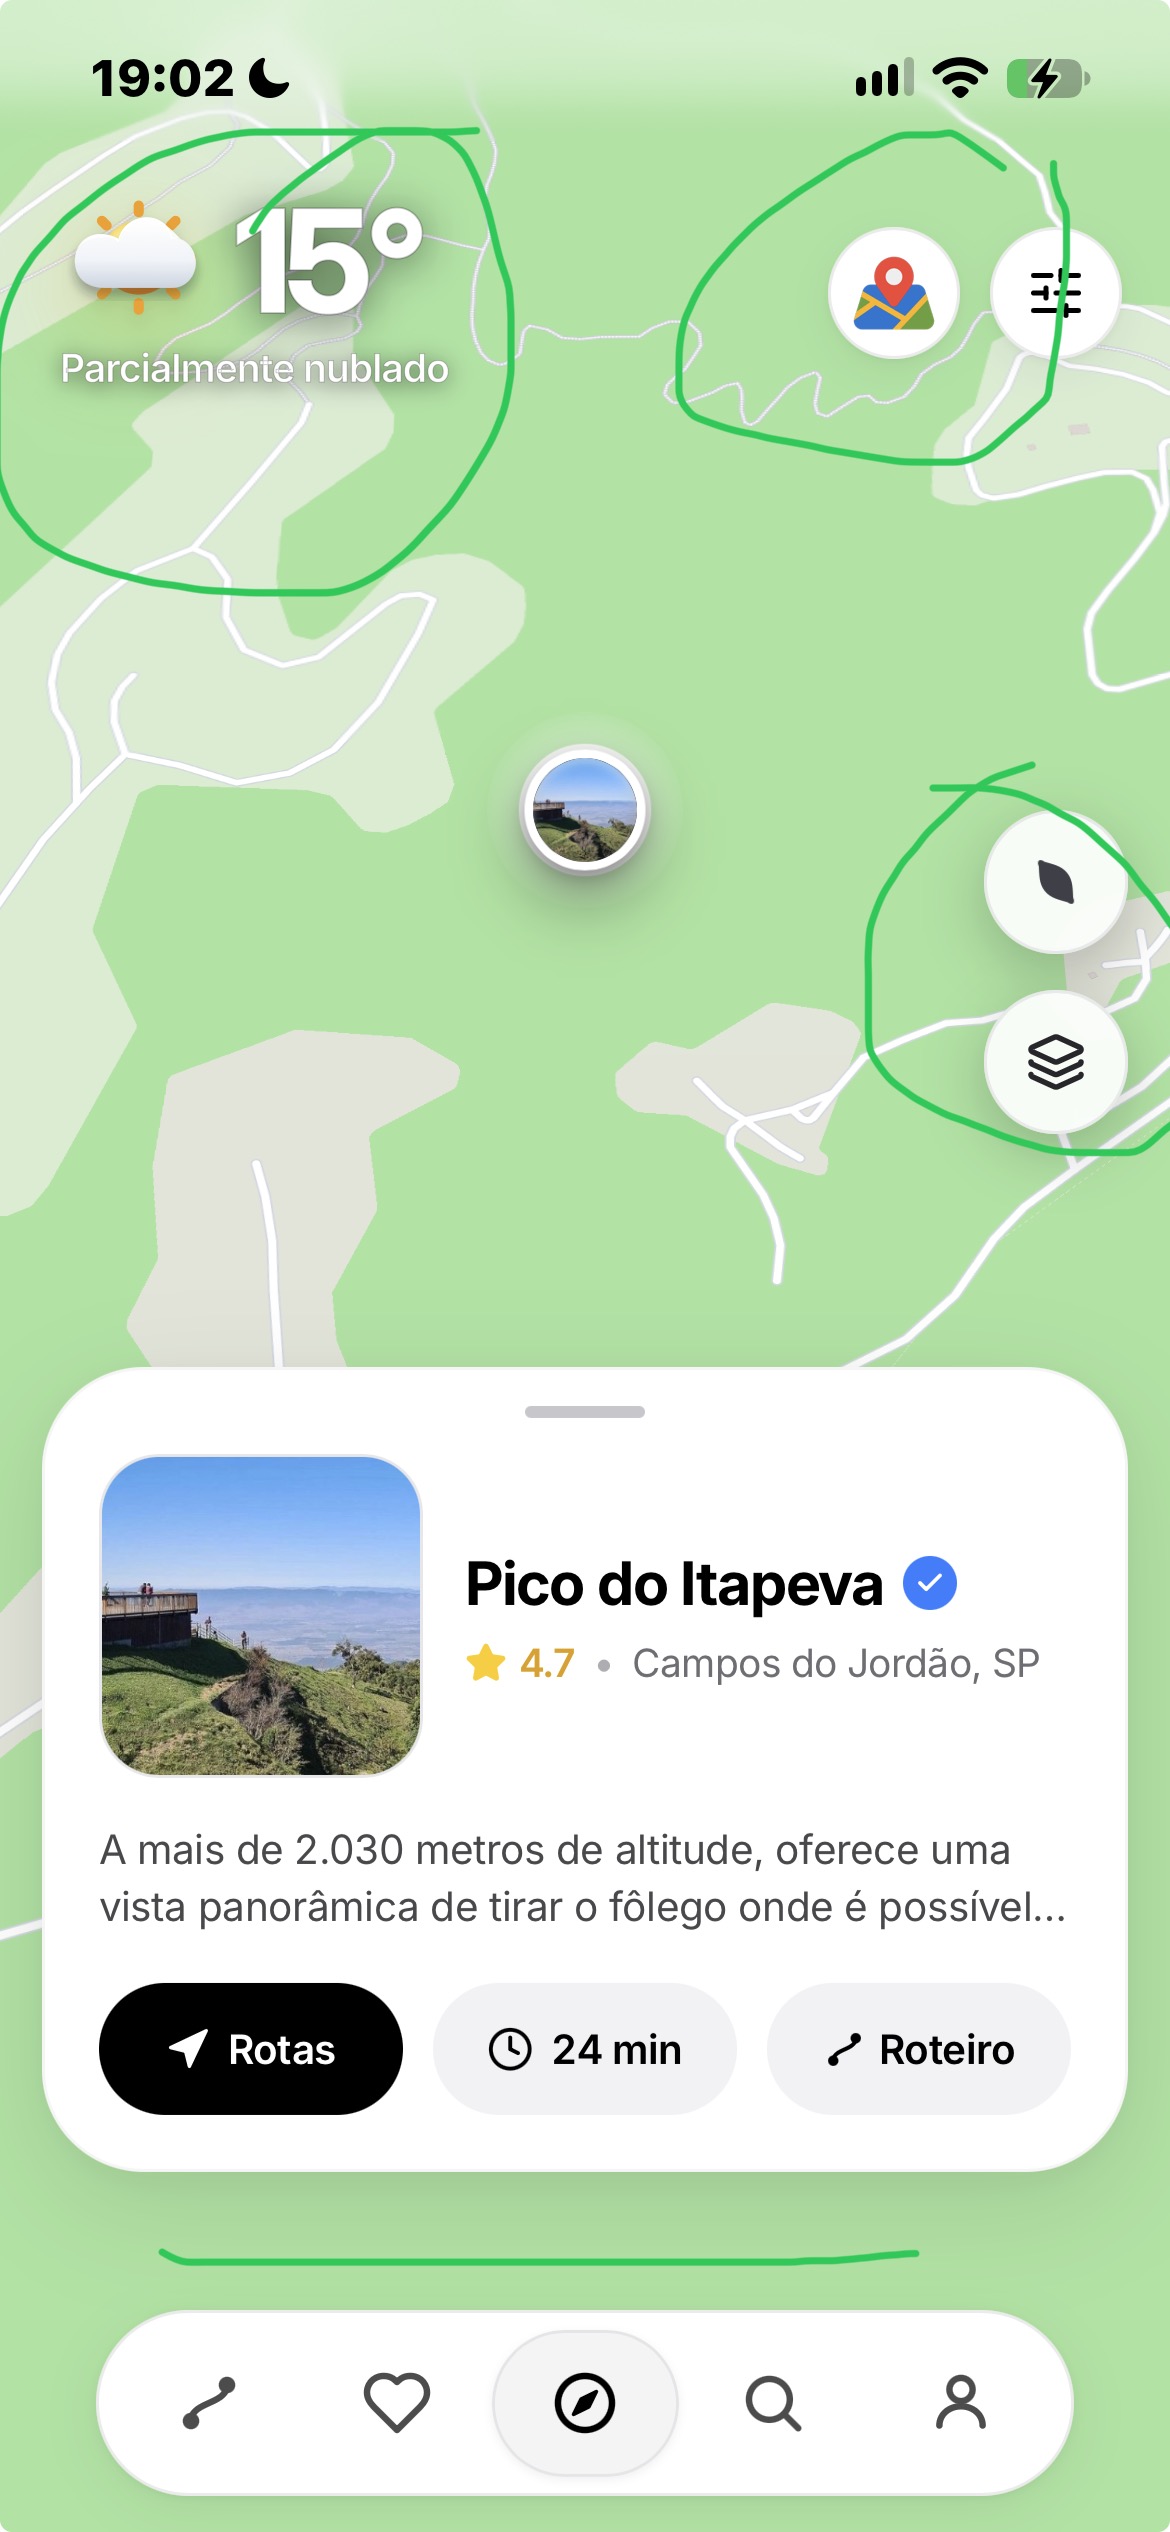 19:02
15°
Parcialmente nublado
Pico do Itapeva
4.7 • Campos do Jordão, SP
A mais de 2.030 metros de altitude, oferece uma
vista panorâmica de tirar o fôlego onde é possível...
Rotas
24 min
Roteiro